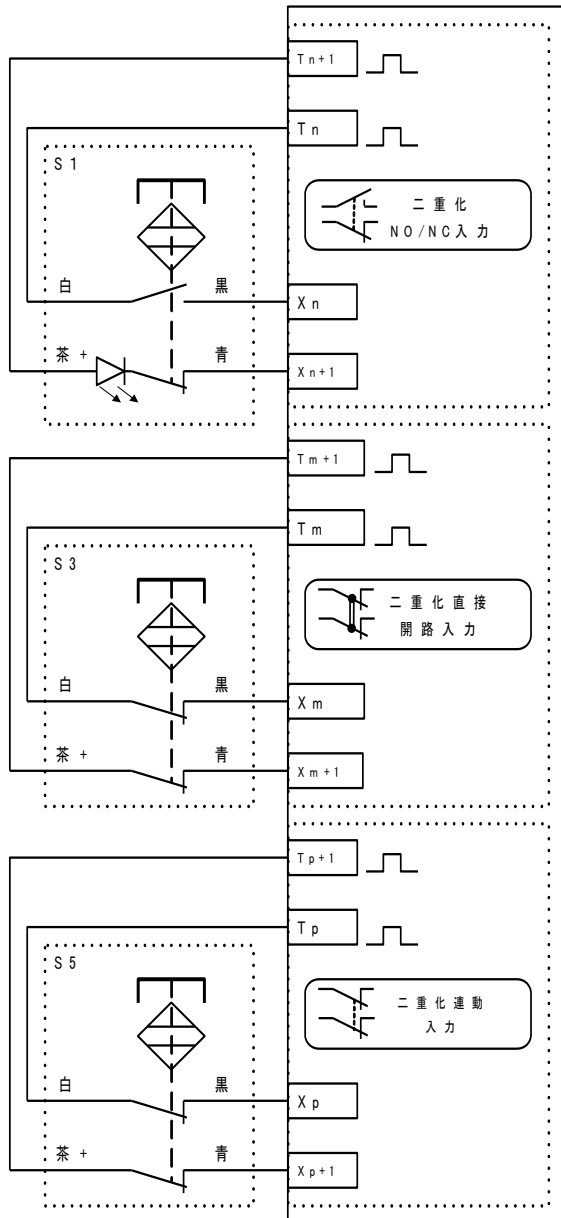 Tn+1
Tn
S1
二重化
NO/NC入力
白 黒
Xn
茶 + 青
Xn+1
Tm+1
Tm
S3
二重化直接
開路入力
白 黒
Xm
茶 + 青
Xm+1
Tp+1
Tp
S5
二重化連動
入力
白 黒
Xp
茶 + 青
Xp+1